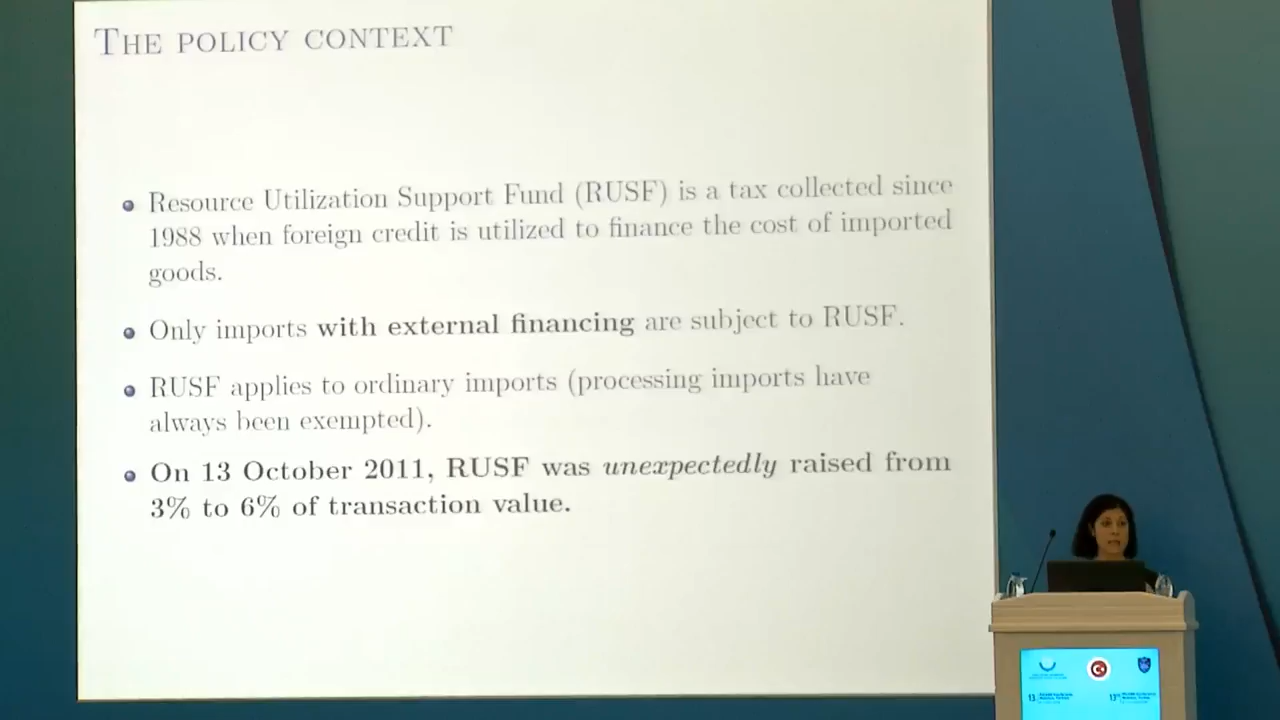 THE POLICY CONTEXT
Resource Utilization Support Fund (RUSF) is a tax collected since
1988 when foreign credit is utilized to finance the cost of imported
goods.
Only imports with external financing are subject to RUSF.
RUSF applies to ordinary imports (processing imports have
always been exempted).
On 13 October 2011, RUSF was unexpectedly raised from
3% to 6% of transaction value.